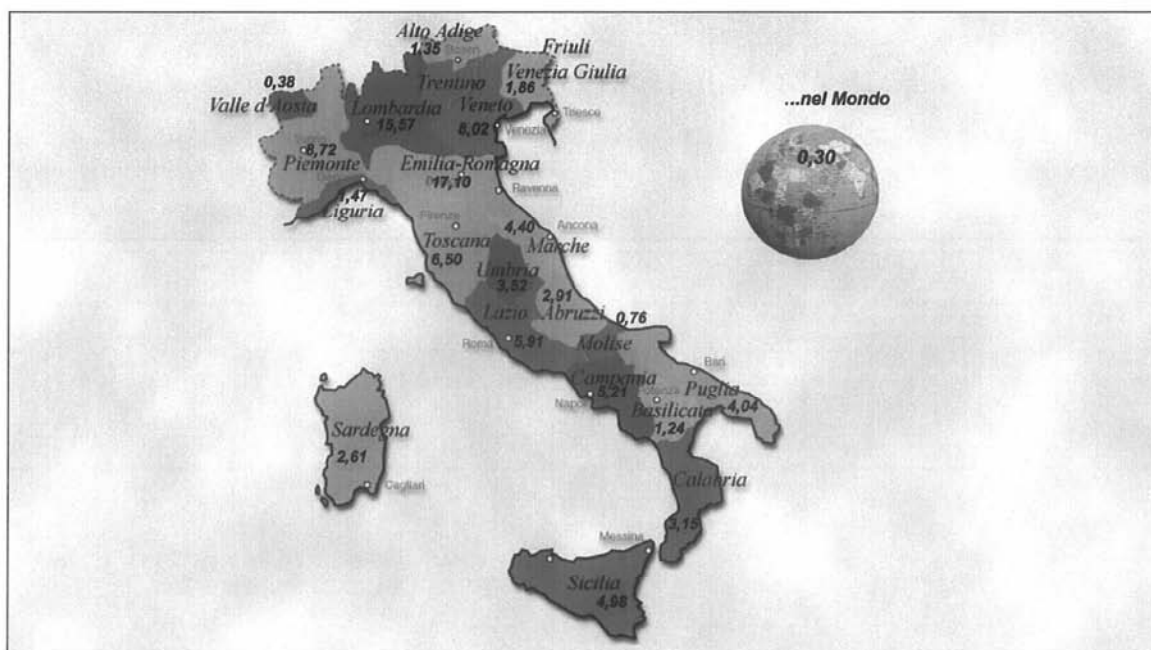 Alto Adige
1,35 Bozen
Friuli
Venezia Giulia
1,86
Trentino
0,38
Valle d'Aosta
Lombardia
15,57
Veneto
8,02 Venezia
Trieste
...nel Mondo
0,30
8,72
Piemonte
Emilia-Romagna
17,10
Ravenna
1,47
Liguria
Firenze
4,40 Ancona
Marche
Toscana
6,50
Umbria
3,52
2,91
Abruzzi
0,76
Lazio
Roma 5,91
Molise
Bari
Campania
Napoli 5,21
Potenza
Puglia
4,04
Basilicata
1,24
Sardegna
2,61
Cagliari
Calabria
3,15
Messina
Sicilia
4,98